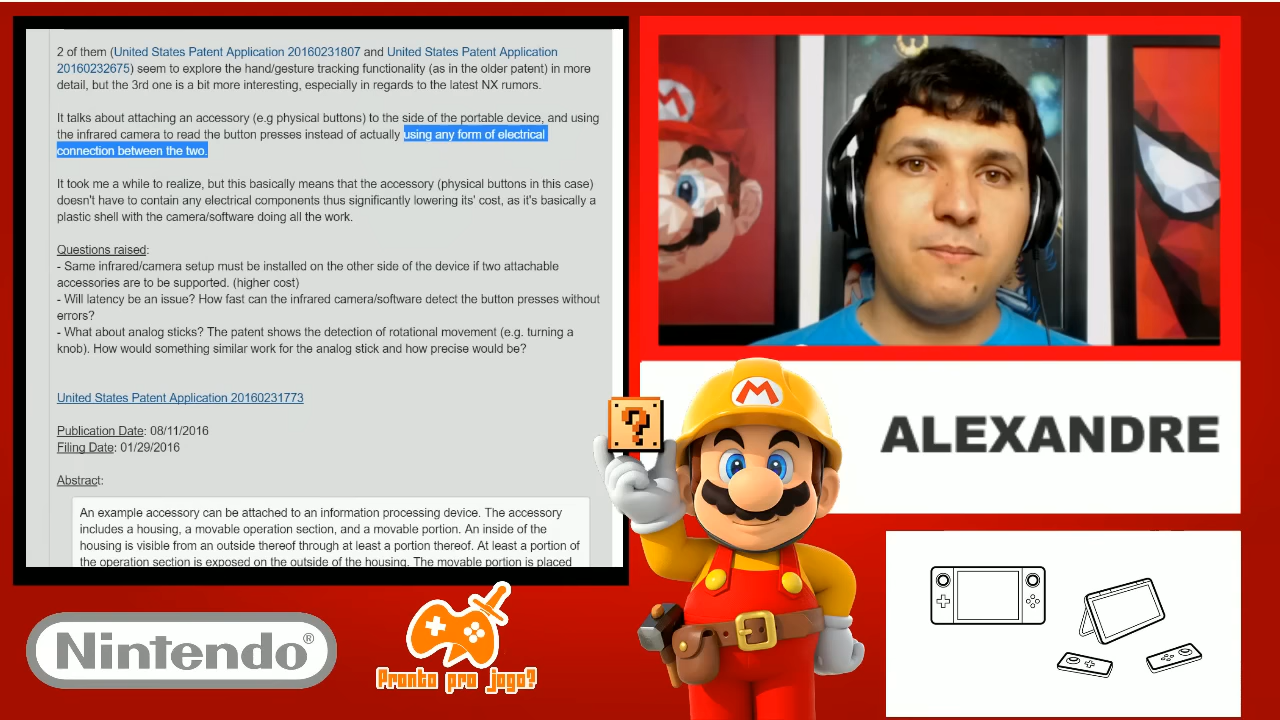 2 of them (United States Patent Application 20160231807 and United States Patent Application
20160232675) seem to explore the hand/gesture tracking functionality (as in the older patent) in more
detail, but the 3rd one is a bit more interesting, especially in regards to the latest NX rumors.
It talks about attaching an accessory (e.g physical buttons) to the side of the portable device, and using
the infrared camera to read the button presses instead of actually using any form of electrical
connection between the two.
It took me a while to realize, but this basically means that the accessory (physical buttons in this case)
doesn't have to contain any electrical components thus significantly lowering its' cost, as it's basically a
plastic shell with the camera/software doing all the work.
Questions raised:
- Same infrared/camera setup must be installed on the other side of the device if two attachable
accessories are to be supported. (higher cost)
- Will latency be an issue? How fast can the infrared camera/software detect the button presses without
errors?
- What about analog sticks? The patent shows the detection of rotational movement (e.g. turning a
knob). How would something similar work for the analog stick and how precise would be?
United States Patent Application 20160231773
Publication Date: 08/11/2016
Filing Date: 01/29/2016
Abstract:
An example accessory can be attached to an information processing device. The accessory
includes a housing, a movable operation section, and a movable portion. An inside of the
housing is visible from an outside thereof through at least a portion thereof. At least a portion of
the operation section is exposed on the outside of the housing. The movable portion is placed
ALEXANDRE
M
?
M
Nintendo®
Pronto pro jogo?